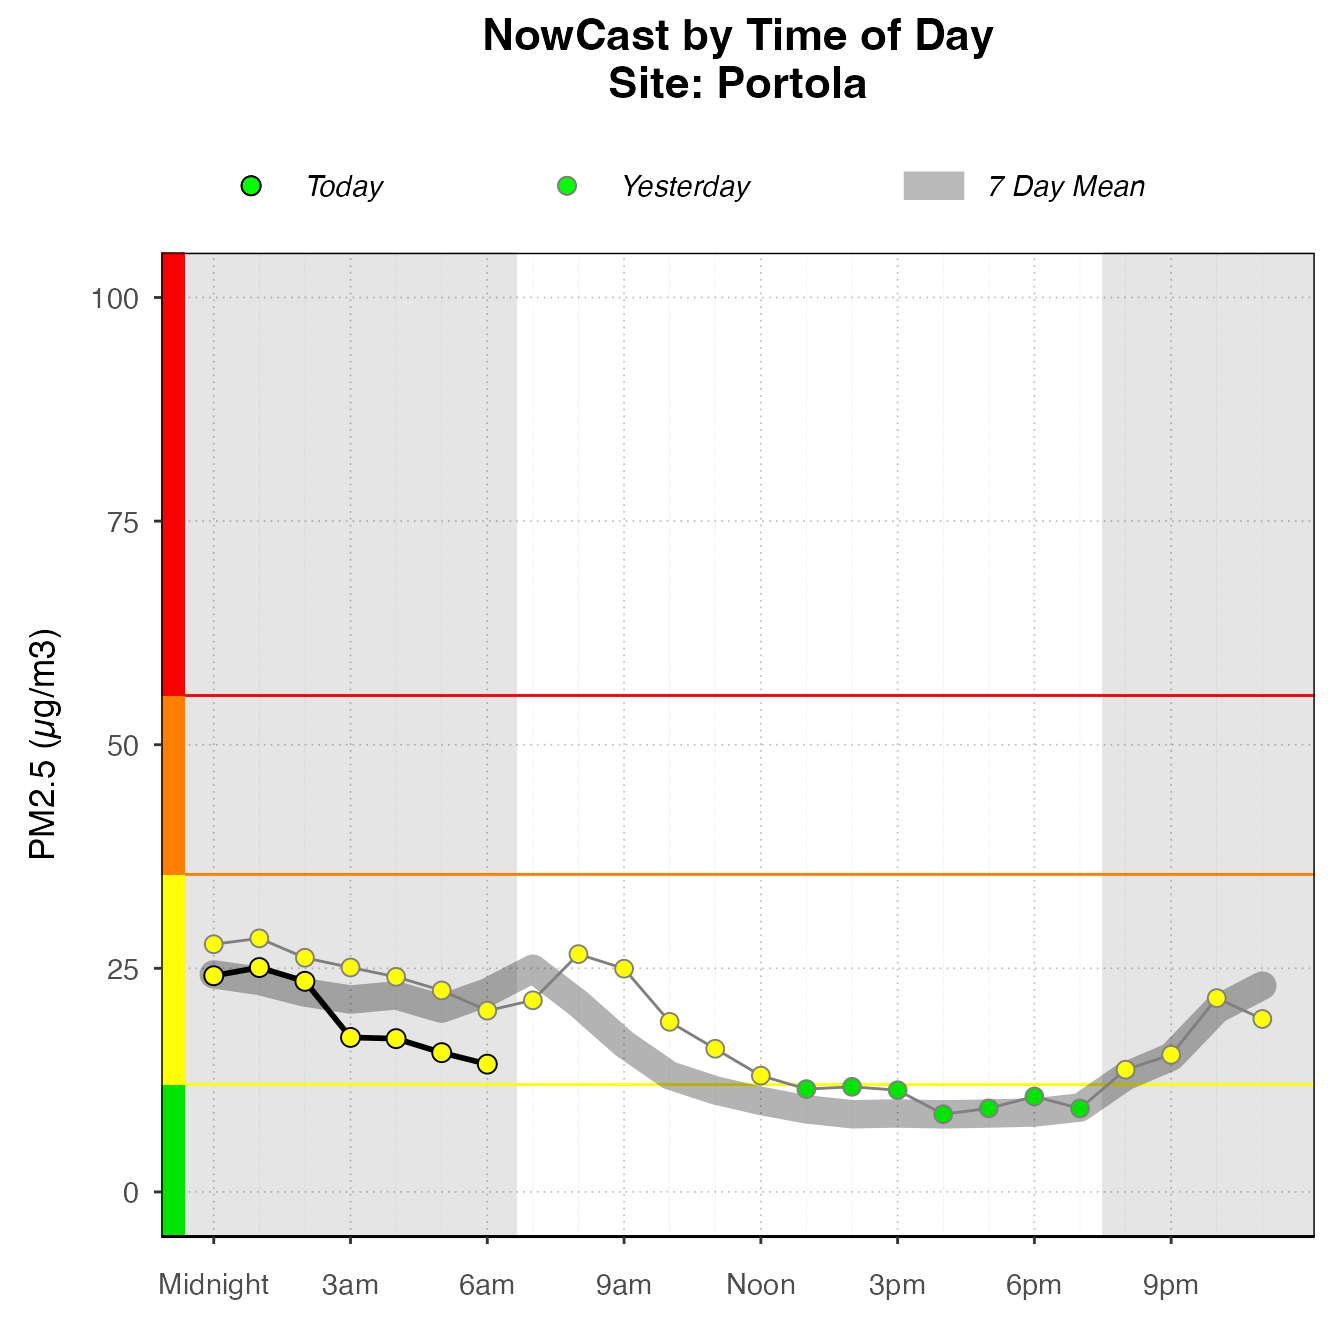 NowCast by Time of Day
Site: Portola
Today
Yesterday
7 Day Mean
PM2.5 (µg/m3)
100
75
50
25
0
Midnight 3am 6am 9am Noon 3pm 6pm 9pm